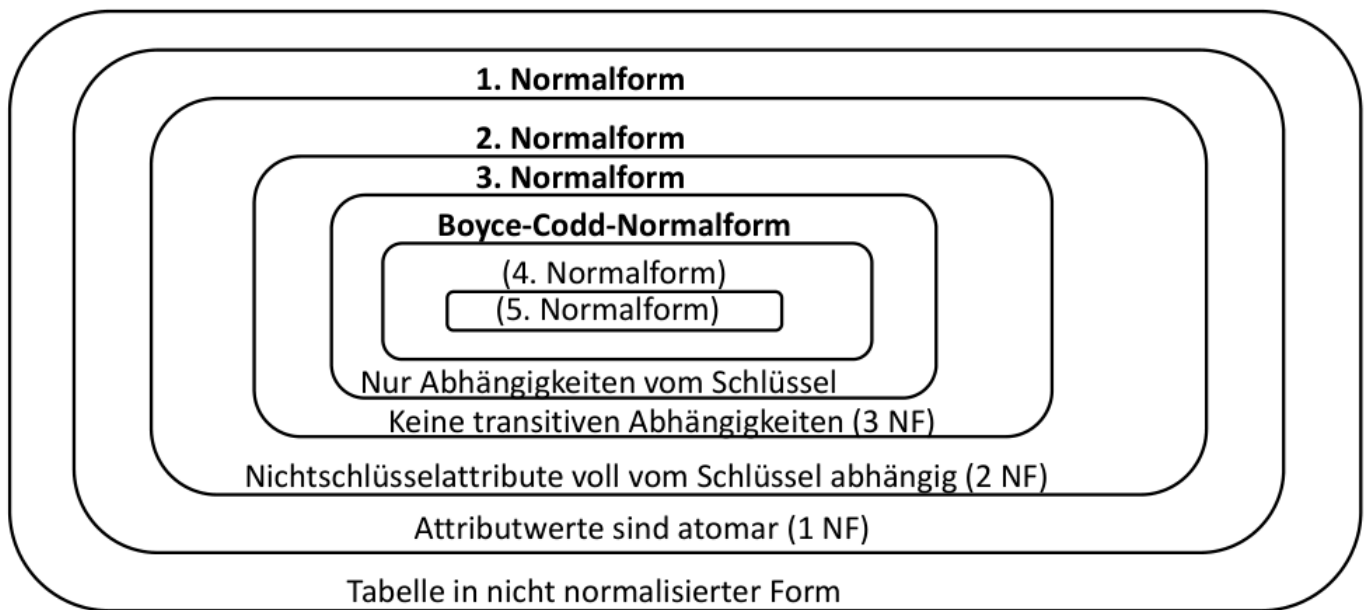 1. Normalform
2. Normalform
3. Normalform
Boyce-Codd-Normalform
(4. Normalform)
(5. Normalform)
Nur Abhängigkeiten vom Schlüssel
Keine transitiven Abhängigkeiten (3 NF)
Nichtschlüsselattribute voll vom Schlüssel abhängig (2 NF)
Attributwerte sind atomar (1 NF)
Tabelle in nicht normalisierter Form